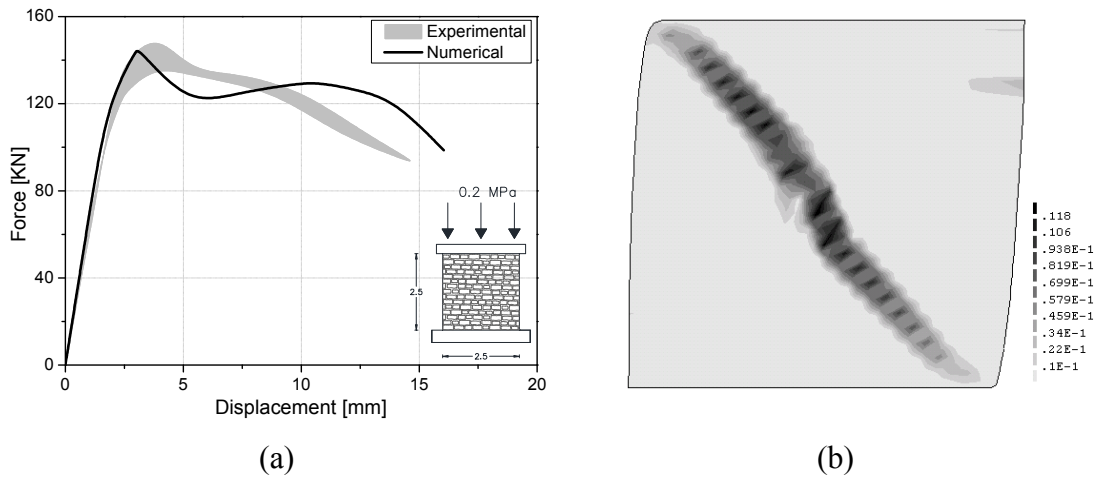 160
120
80
40
0
Force [KN]
Experimental
Numerical
0.2 MPa
2.5
2.5
0 5 10 15 20
Displacement [mm]
(a)
.118
.106
.938E-1
.819E-1
.699E-1
.579E-1
.459E-1
.34E-1
.22E-1
.1E-1
(b)